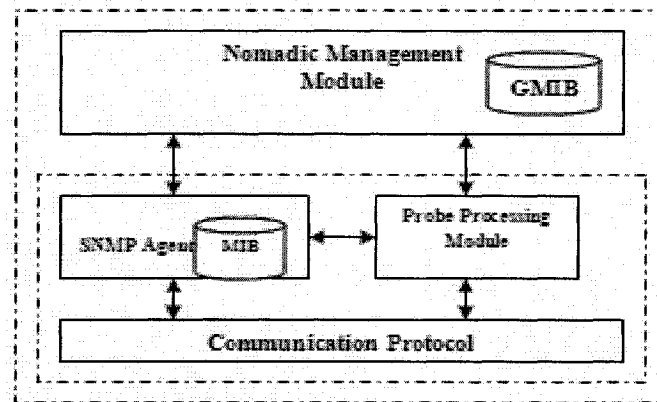 Nomadic Management
Module
GMIB
Probe Processing
Module
SNMP Agent
MIB
Communication Protocol